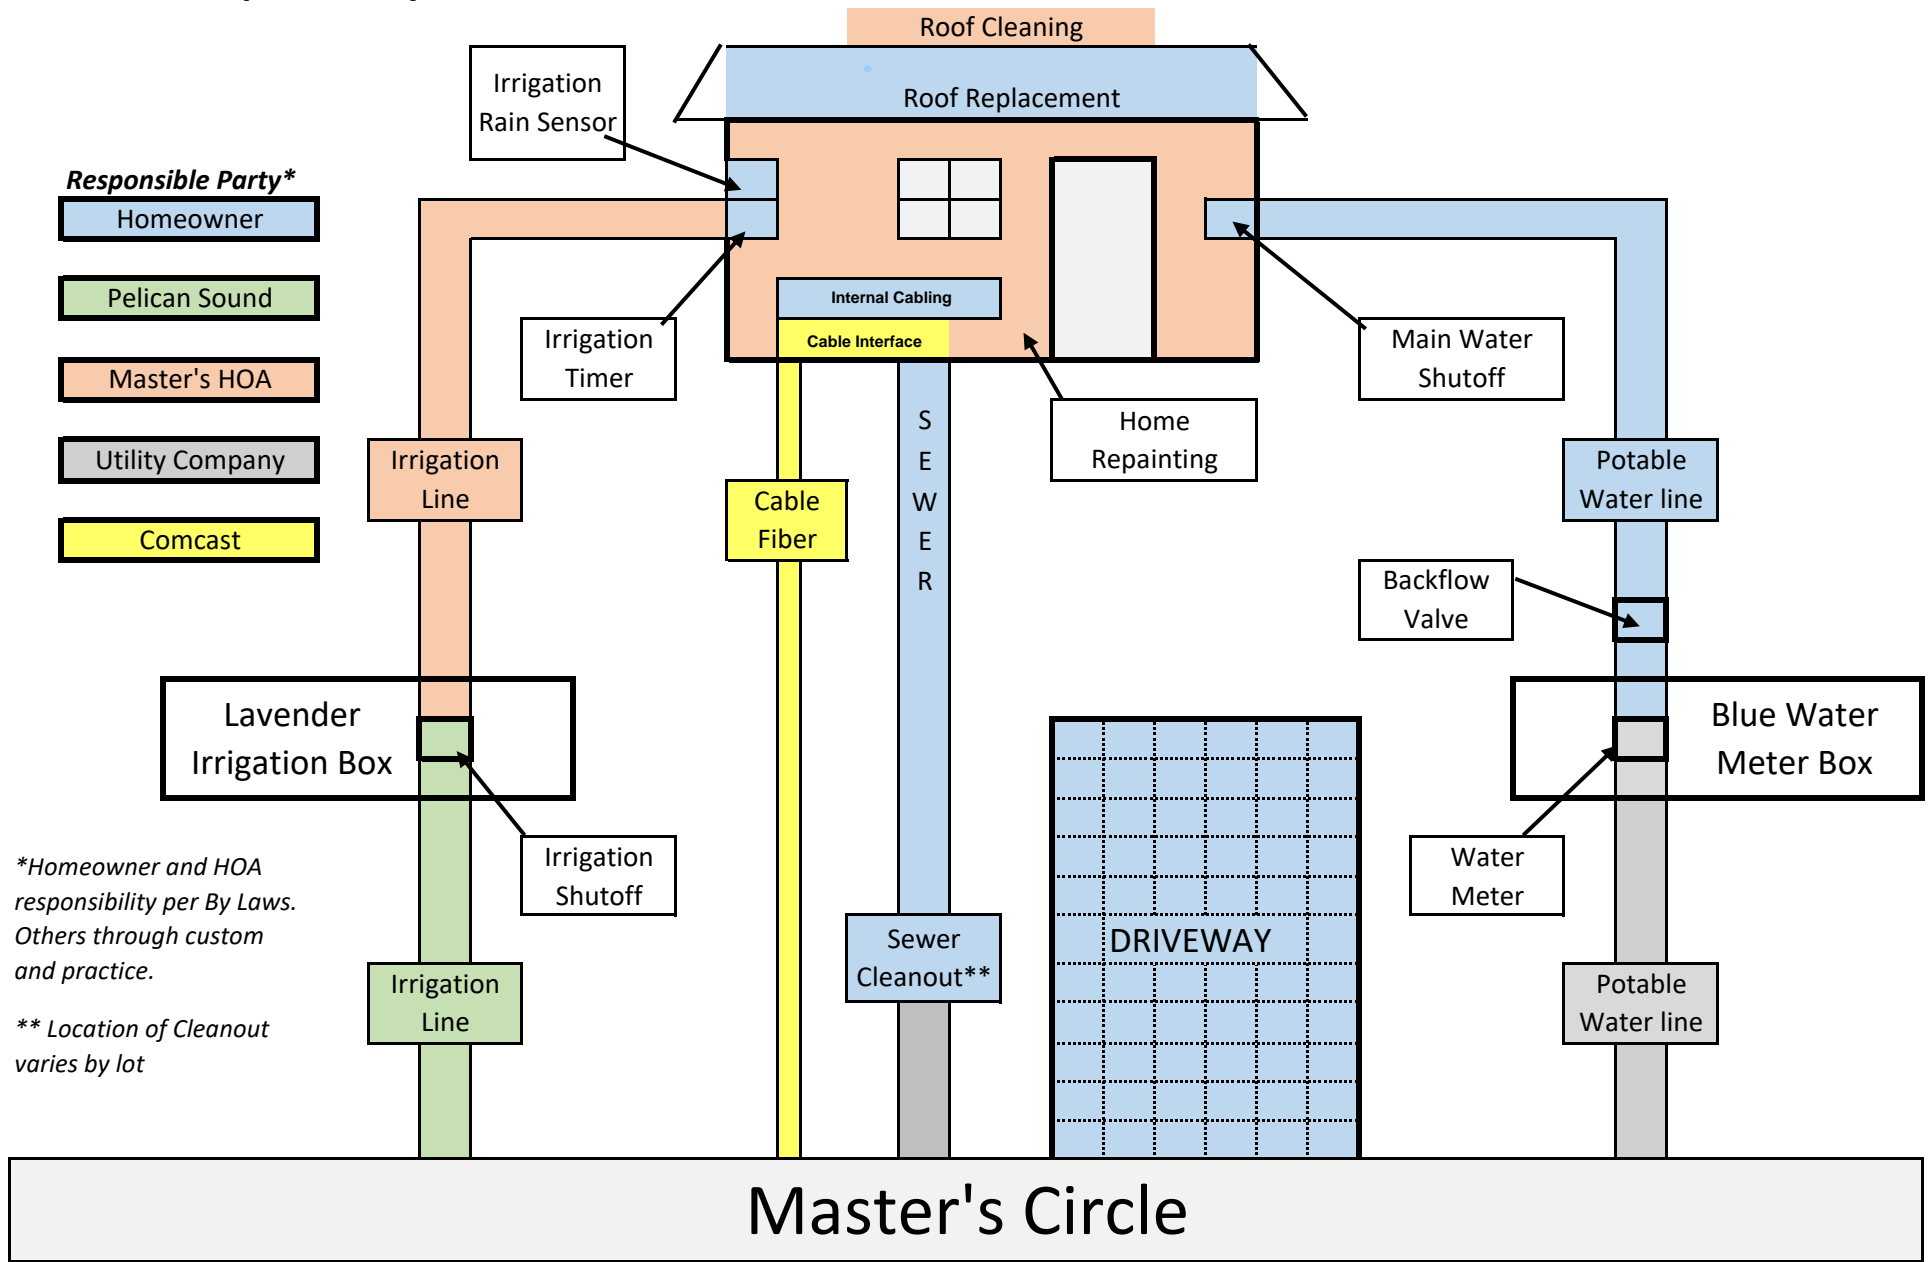 Roof Cleaning
Roof Replacement
Irrigation
Rain Sensor
Responsible Party*
Homeowner
Pelican Sound
Master's HOA
Utility Company
Comcast
Internal Cabling
Cable Interface
Irrigation
Timer
Main Water
Shutoff
Home
Repainting
Irrigation
Line
Cable
Fiber
S
E
W
E
R
Potable
Water line
Backflow
Valve
Lavender
Irrigation Box
Blue Water
Meter Box
Irrigation
Shutoff
Water
Meter
*Homeowner and HOA
responsibility per By Laws.
Others through custom
and practice.
** Location of Cleanout
varies by lot
Irrigation
Line
Sewer
Cleanout**
DRIVEWAY
Potable
Water line
Master's Circle